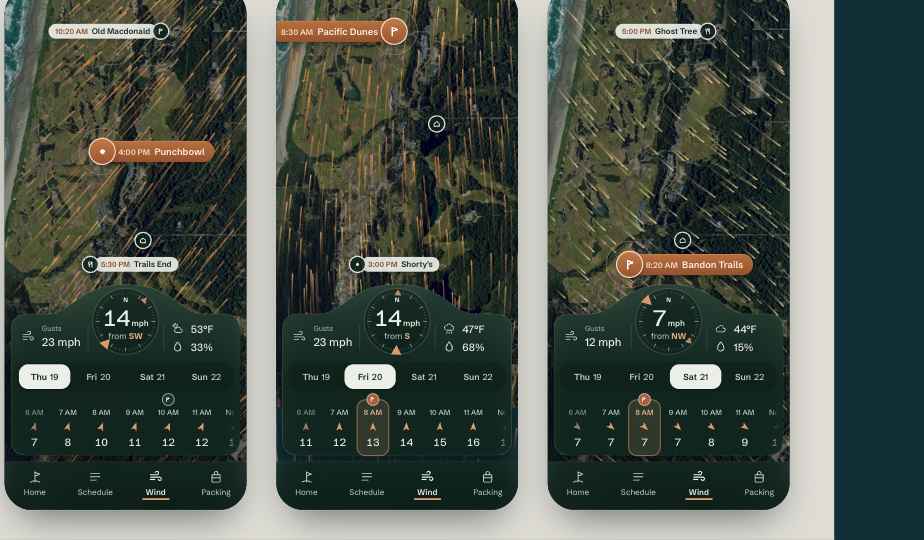 10:20 AM Old Macdonald
4:00 PM Punchbowl
5:30 PM Trails End
N
14 mph
from SW
Gusts
23 mph
53°F
33%
Thu 19 Fri 20 Sat 21 Sun 22
6 AM 7 AM 8 AM 9 AM 10 AM 11 AM
7 8 10 11 12 12
Home Schedule Wind Packing
8:30 AM Pacific Dunes
3:00 PM Shorty's
N
14 mph
from S
Gusts
23 mph
47°F
68%
Thu 19 Fri 20 Sat 21 Sun 22
6 AM 7 AM 8 AM 9 AM 10 AM 11 AM
11 12 13 14 15 16
Home Schedule Wind Packing
5:00 PM Ghost Tree
8:20 AM Bandon Trails
N
7 mph
from NW
Gusts
12 mph
44°F
15%
Thu 19 Fri 20 Sat 21 Sun 22
6 AM 7 AM 8 AM 9 AM 10 AM 11 AM
7 7 7 7 8 9
Home Schedule Wind Packing